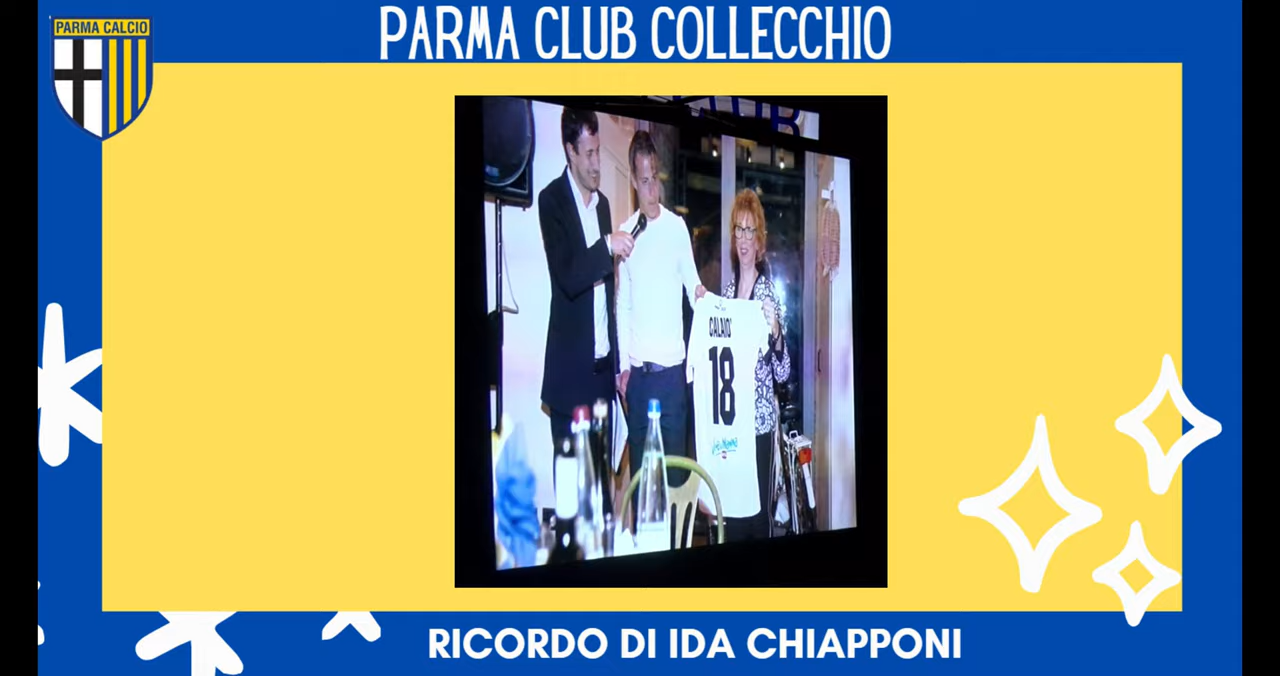 PARMA CALCIO
PARMA CLUB COLLECCHIO
CALAIO'
18
RICORDO DI IDA CHIAPPONI